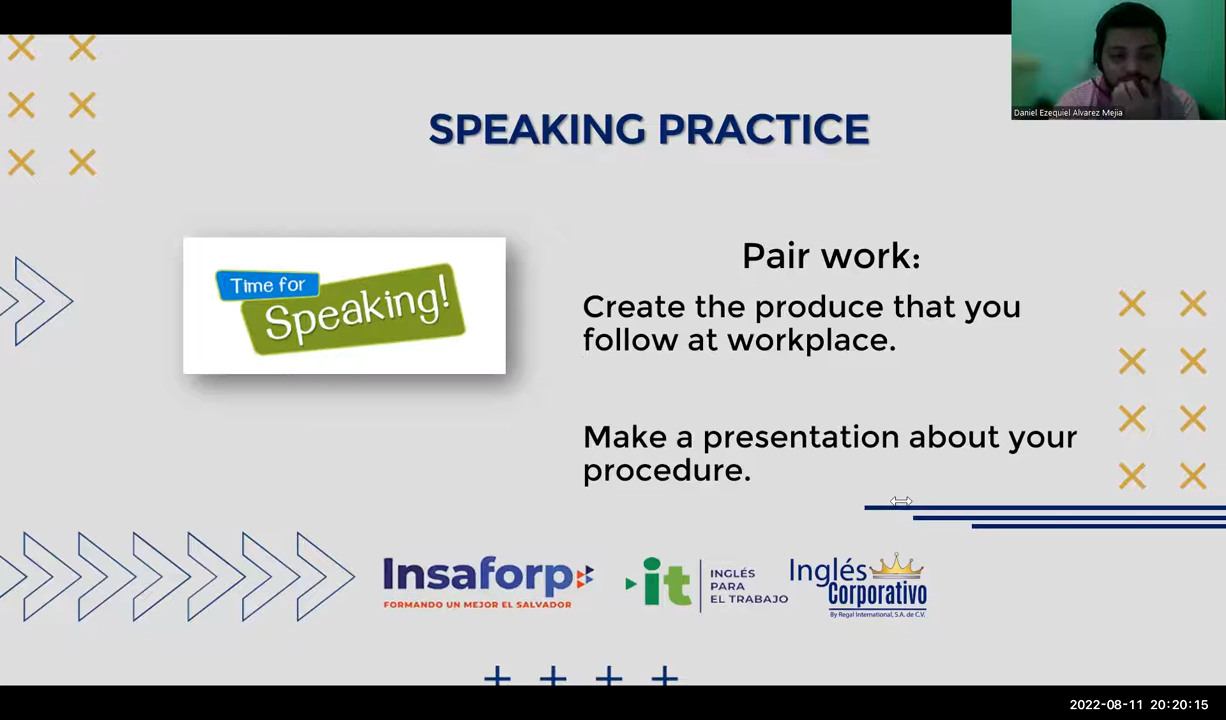 Daniel Ezequiel Alvarez Mejia
SPEAKING PRACTICE
Time for
Speaking!
Pair work:
Create the produce that you
follow at workplace.
Make a presentation about your
procedure.
Insaforp
FORMANDO UN MEJOR EL SALVADOR
it
INGLÉS
PARA
EL TRABAJO
Inglés
Corporativo
By Regal International, S.A. de C.V.
2022-08-11 20:20:15